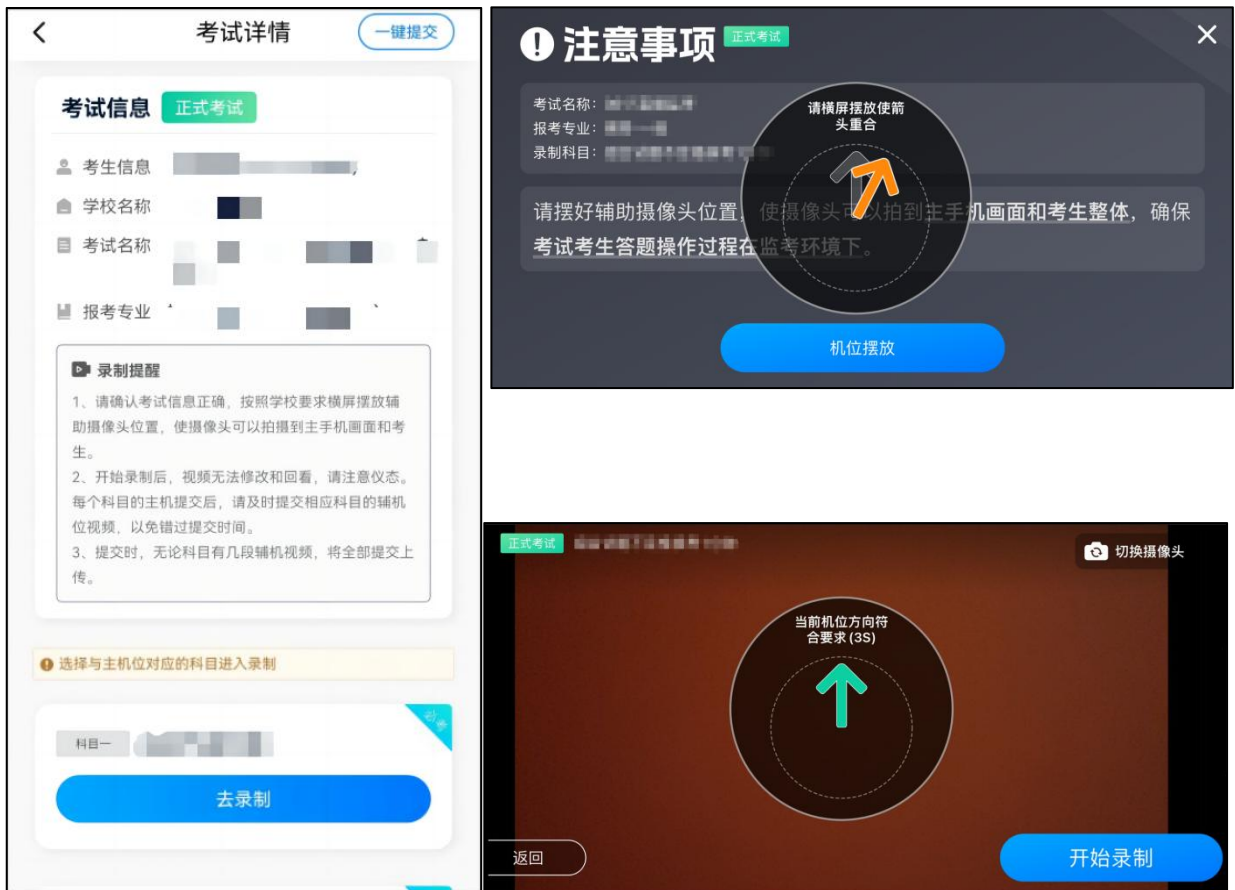 考试详情
一键提交
考试信息
正式考试
考生信息
学校名称
考试名称
报考专业
录制提醒
1、请确认考试信息正确，按照学校要求横屏摆放辅
助摄像头位置，使摄像头可以拍摄到主手机画面和考
生。
2、开始录制后，视频无法修改和回看，请注意仪态。
每个科目的主机提交后，请及时提交相应科目的辅机
位视频，以免错过提交时间。
3、提交时，无论科目有几段辅机视频，将全部提交上
传。
选择与主机位对应的科目进入录制
必考
科目一
去录制
注意事项
正式考试
考试名称：
报考专业：
录制科目：
请横屏摆放使箭
头重合
请摆好辅助摄像头位置，使摄像头可以拍到主手机画面和考生整体，确保
考试考生答题操作过程在监考环境下。
机位摆放
正式考试
切换摄像头
当前机位方向符
合要求(3S)
返回
开始录制